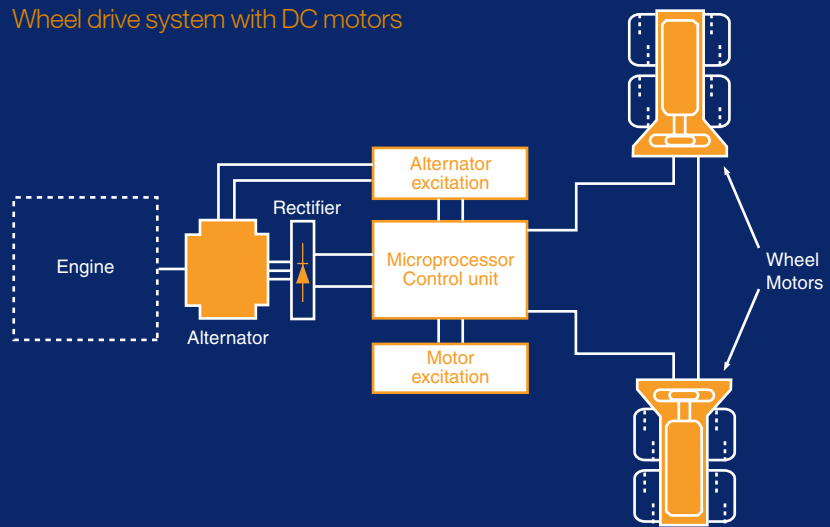 Wheel drive system with DC motors
Alternator
excitation
Rectifier
Engine
Microprocessor
Control unit
Wheel
Motors
Alternator
Motor
excitation